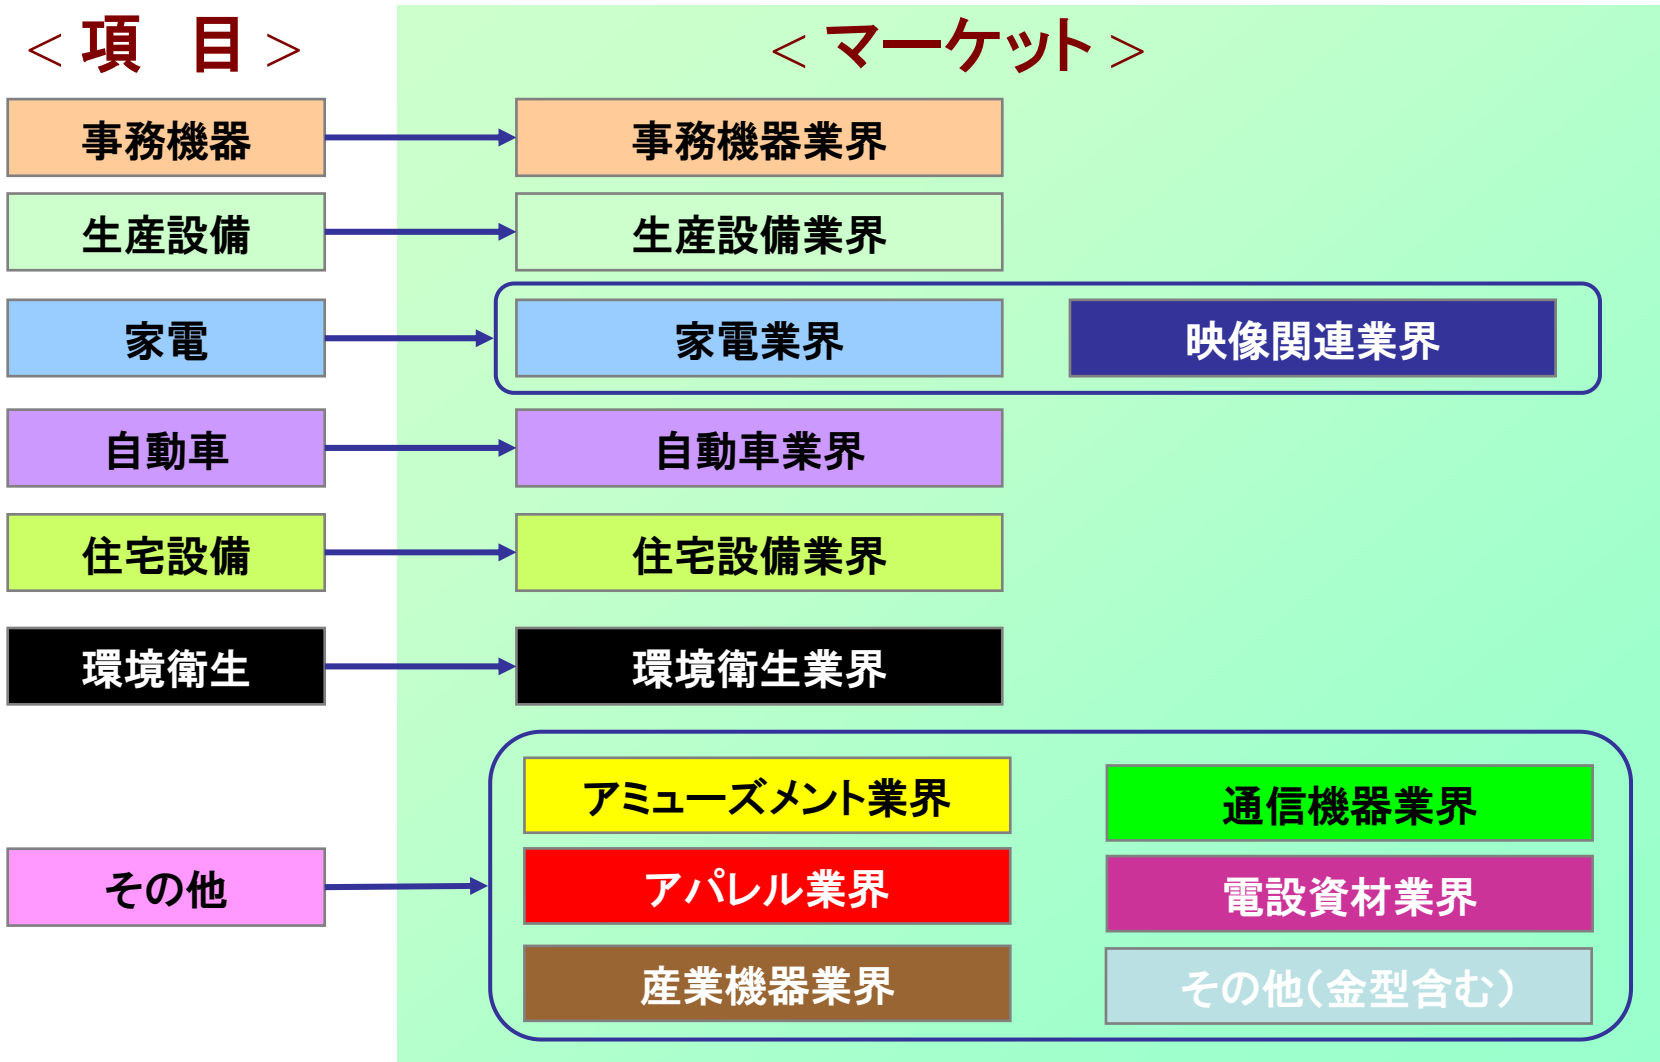 <項　目>
<マーケット>
事務機器
事務機器業界
生産設備
生産設備業界
家電
家電業界
映像関連業界
自動車
自動車業界
住宅設備
住宅設備業界
環境衛生
環境衛生業界
その他
アミューズメント業界
通信機器業界
アパレル業界
電設資材業界
産業機器業界
その他(金型含む)